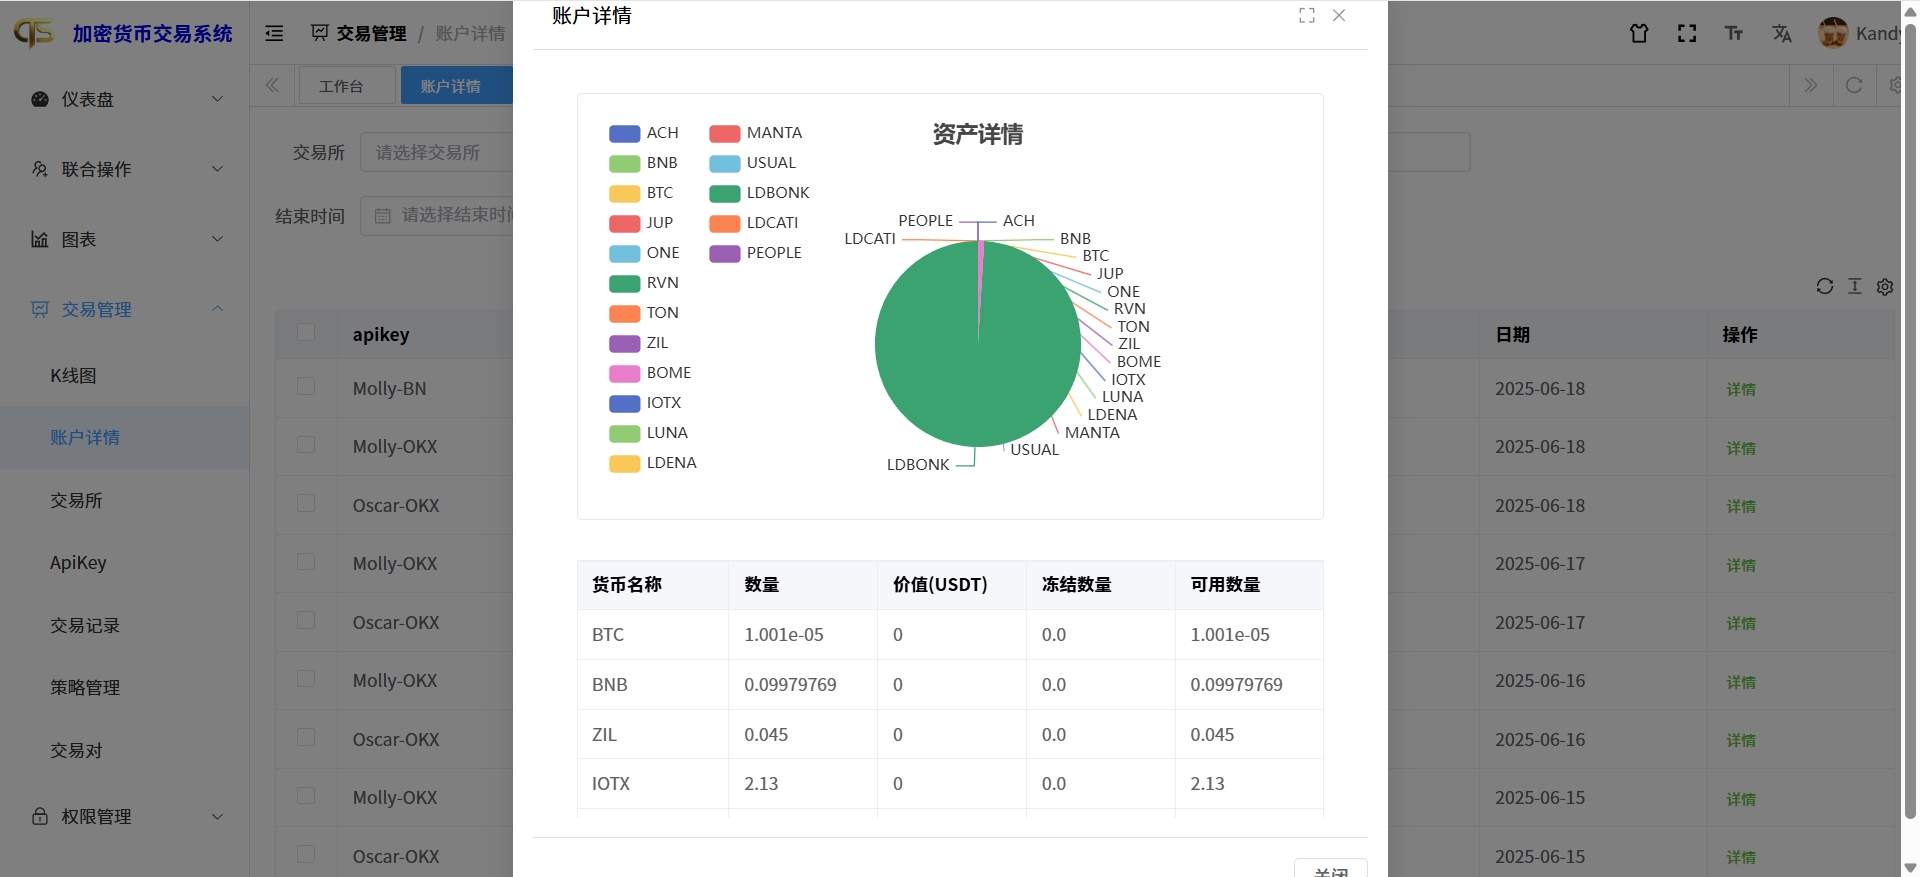 加密货币交易系统
交易管理 / 账户详情
Kandy
工作台
账户详情
仪表盘
联合操作
图表
交易管理
K线图
账户详情
交易所
ApiKey
交易记录
策略管理
交易对
权限管理
交易所 请选择交易所
结束时间 请选择结束时间
apikey 日期 操作
Molly-BN 2025-06-18 详情
Molly-OKX 2025-06-18 详情
Oscar-OKX 2025-06-18 详情
Molly-OKX 2025-06-17 详情
Oscar-OKX 2025-06-17 详情
Molly-OKX 2025-06-16 详情
Oscar-OKX 2025-06-16 详情
Molly-OKX 2025-06-15 详情
Oscar-OKX 2025-06-15 详情
账户详情
资产详情
ACH
BNB
BTC
JUP
ONE
RVN
TON
ZIL
BOME
IOTX
LUNA
LDENA
MANTA
USUAL
LDBONK
LDCATI
PEOPLE
PEOPLE
ACH
LDCATI
BNB
BTC
JUP
ONE
RVN
TON
ZIL
BOME
IOTX
LUNA
LDENA
MANTA
USUAL
LDBONK
货币名称 数量 价值(USDT) 冻结数量 可用数量
BTC 1.001e-05 0 0.0 1.001e-05
BNB 0.09979769 0 0.0 0.09979769
ZIL 0.045 0 0.0 0.045
IOTX 2.13 0 0.0 2.13
关闭